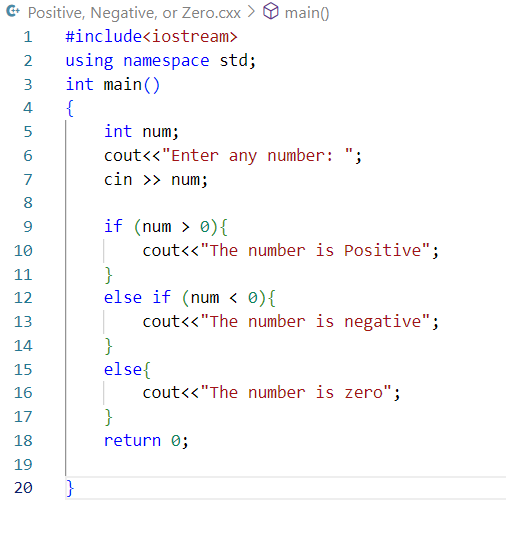 Positive, Negative, or Zero.cxx > main()
1 #include<iostream>
2 using namespace std;
3 int main()
4 {
5     int num;
6     cout<<"Enter any number: ";
7     cin >> num;
8
9     if (num > 0){
10         cout<<"The number is Positive";
11     }
12     else if (num < 0){
13         cout<<"The number is negative";
14     }
15     else{
16         cout<<"The number is zero";
17     }
18     return 0;
19
20 }